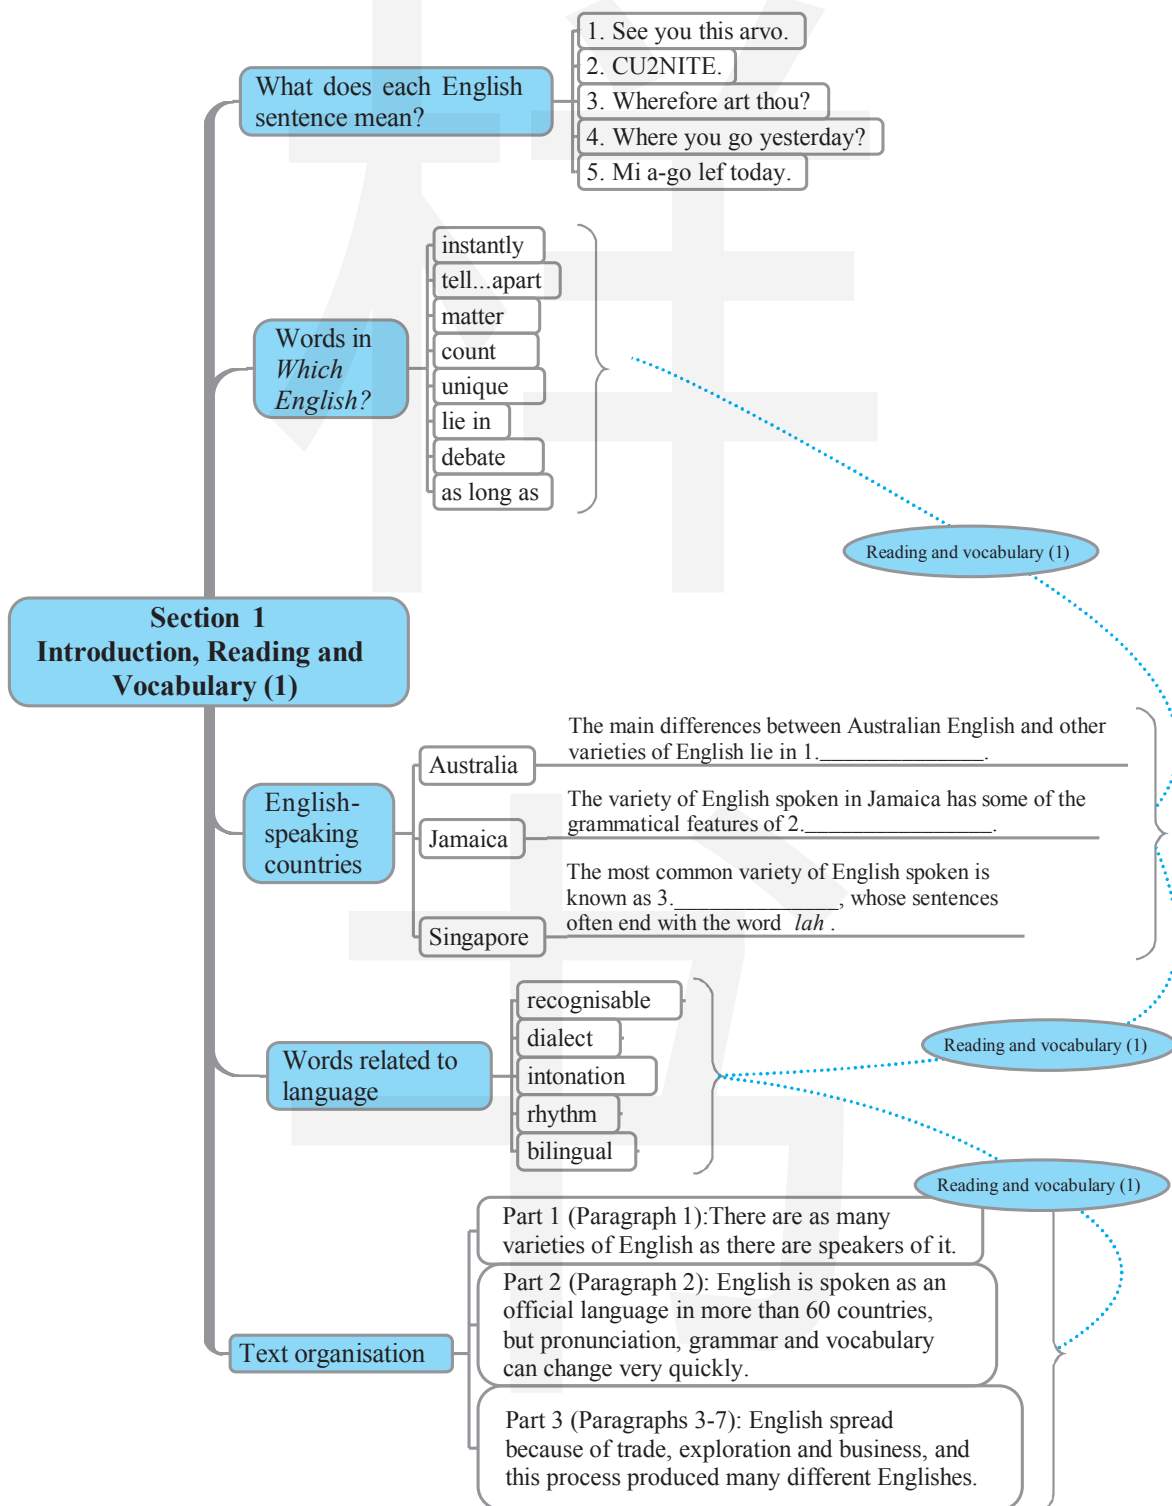 What does each English
sentence mean?
1. See you this arvo.
2. CU2NITE.
3. Wherefore art thou?
4. Where you go yesterday?
5. Mi a-go lef today.
Words in
Which
English?
instantly
tell...apart
matter
count
unique
lie in
debate
as long as
Reading and vocabulary (1)
Section 1
Introduction, Reading and
Vocabulary (1)
English-
speaking
countries
Australia
The main differences between Australian English and other
varieties of English lie in 1.______________.
Jamaica
The variety of English spoken in Jamaica has some of the
grammatical features of 2.________________.
Singapore
The most common variety of English spoken is
known as 3.______________, whose sentences
often end with the word lah .
Words related to
language
recognisable
dialect
intonation
rhythm
bilingual
Reading and vocabulary (1)
Reading and vocabulary (1)
Text organisation
Part 1 (Paragraph 1):There are as many
varieties of English as there are speakers of it.
Part 2 (Paragraph 2): English is spoken as an
official language in more than 60 countries,
but pronunciation, grammar and vocabulary
can change very quickly.
Part 3 (Paragraphs 3-7): English spread
because of trade, exploration and business, and
this process produced many different Englishes.